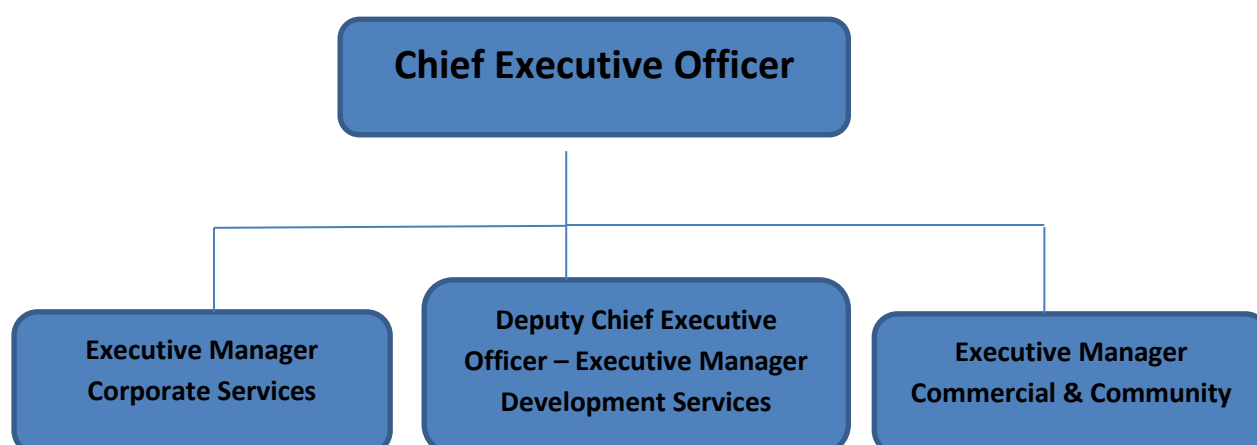 Chief Executive Officer
Executive Manager
Corporate Services
Deputy Chief Executive
Officer – Executive Manager
Development Services
Executive Manager
Commercial & Community